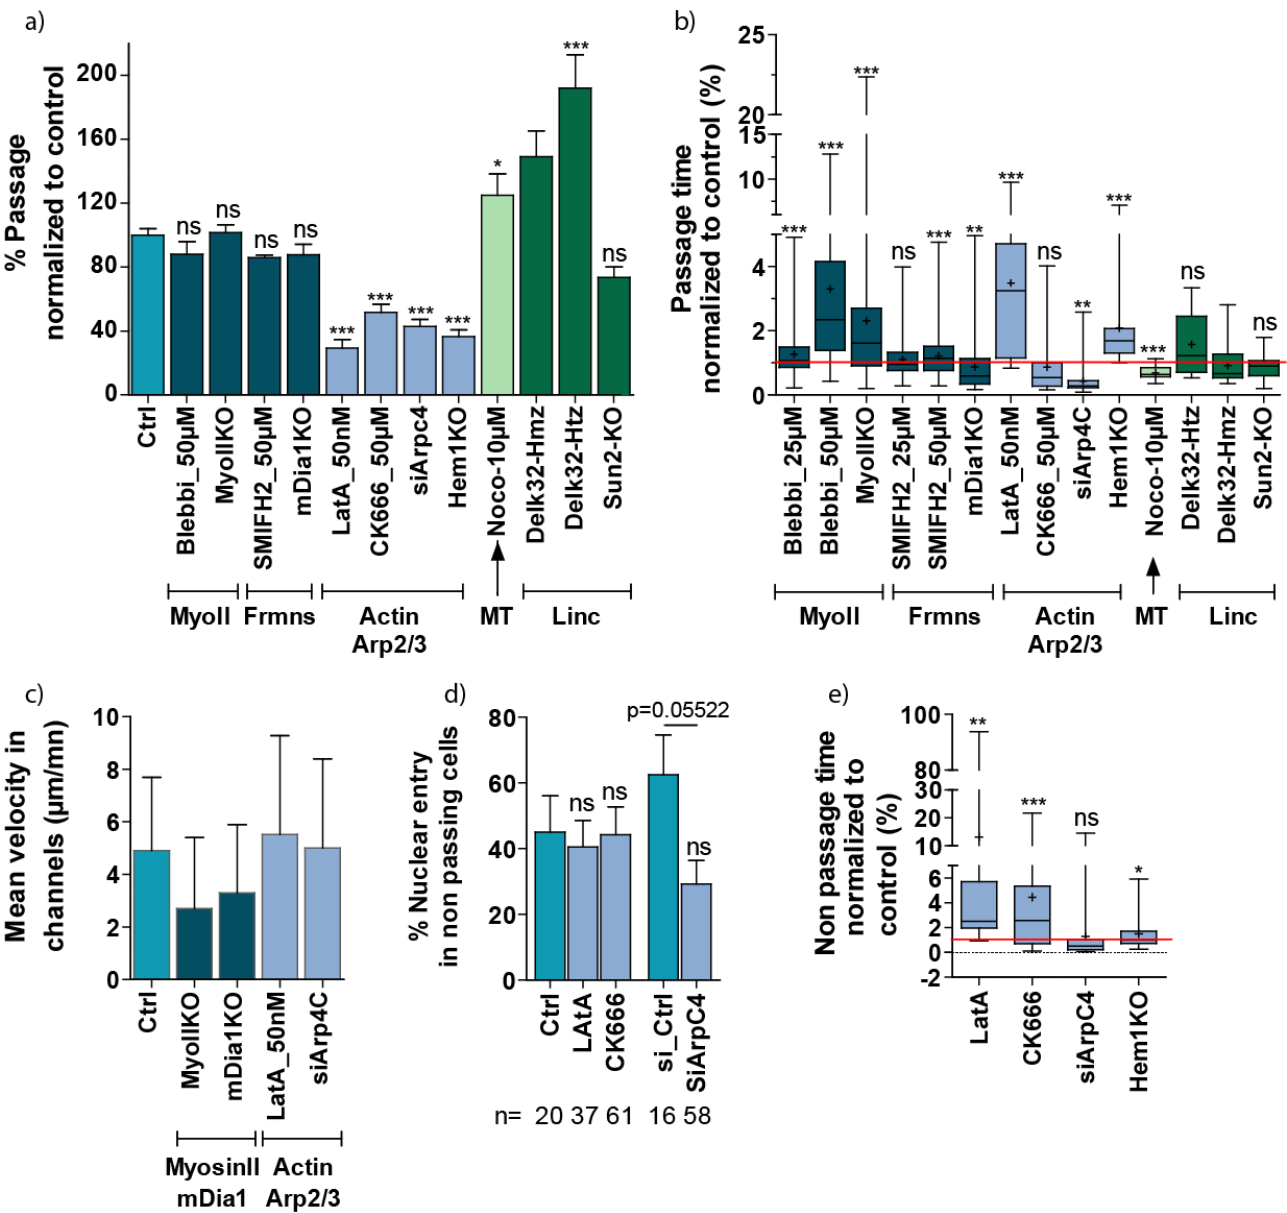 a)
% Passage
normalized to control
200
160
120
80
40
0
ns
ns
ns
ns
***
***
***
***
*
***
ns
Ctrl
Blebbi_50µM
MyoIIKO
SMIFH2_50µM
mDia1KO
LatA_50nM
CK666_50µM
siArpc4
Hem1KO
Noco-10µM
Delk32-Hmz
Delk32-Htz
Sun2-KO
MyoII
Frmns
Actin
Arp2/3
MT
Linc
b)
Passage time
normalized to control (%)
25
20
15
10
4
2
0
***
***
***
ns
***
**
***
ns
**
***
***
ns
ns
Blebbi_25µM
Blebbi_50µM
MyoIIKO
SMIFH2_25µM
SMIFH2_50µM
mDia1KO
LatA_50nM
CK666_50µM
siArp4C
Hem1KO
Noco-10µM
Delk32-Htz
Delk32-Hmz
Sun2-KO
MyoII
Frmns
Actin
Arp2/3
MT
Linc
c)
Mean velocity in
channels (µm/mn)
10
8
6
4
2
0
Ctrl
MyoIIKO
mDia1KO
LatA_50nM
siArp4C
MyosinII
mDia1
Actin
Arp2/3
d)
% Nuclear entry
in non passing cells
80
60
40
20
0
p=0.05522
ns
ns
ns
Ctrl
LAtA
CK666
si_Ctrl
SiArpC4
n= 20 37 61 16 58
e)
Non passage time
normalized to
control (%)
100
80
30
20
10
6
4
2
0
-2
**
***
ns
*
LatA
CK666
siArpC4
Hem1KO